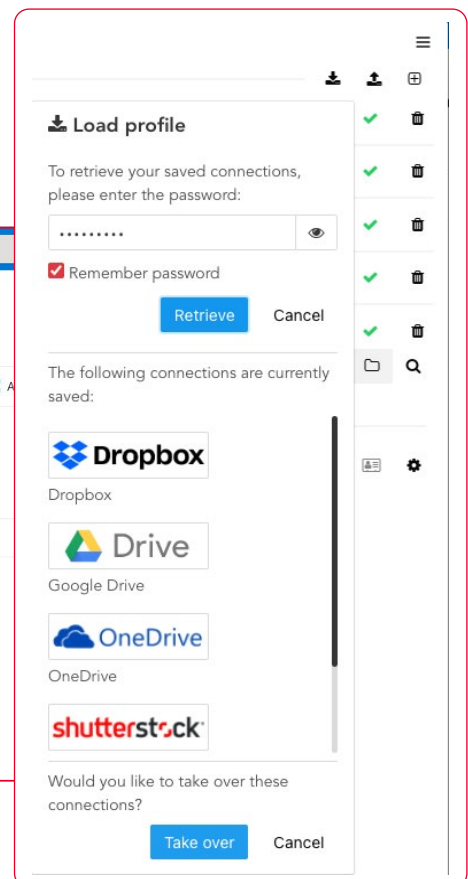 Load profile
To retrieve your saved connections,
please enter the password:
.........
Remember password
Retrieve Cancel
The following connections are currently
saved:
A
Dropbox
Dropbox
Drive
Google Drive
OneDrive
OneDrive
shutterstock
Would you like to take over these
connections?
Take over Cancel